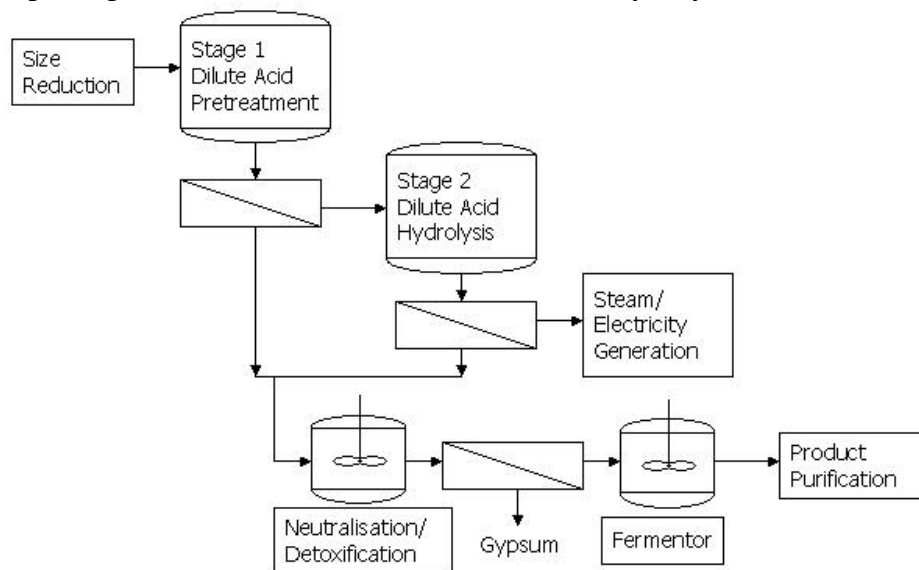 Size
Reduction
Stage 1
Dilute Acid
Pretreatment
Stage 2
Dilute Acid
Hydrolysis
Steam/
Electricity
Generation
Neutralisation/
Detoxification
Gypsum
Fermentor
Product
Purification